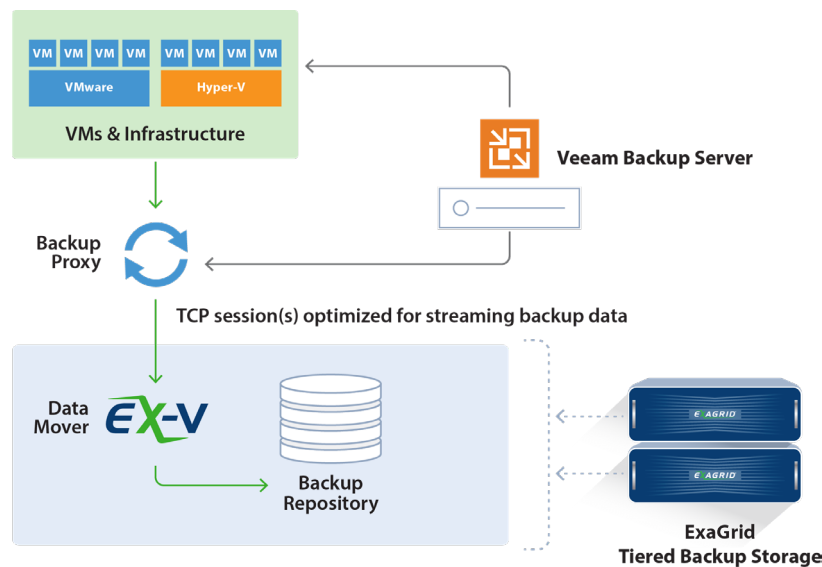 VM VM VM VM VM VM VM VM
VMware Hyper-V
VMs & Infrastructure
Veeam Backup Server
Backup
Proxy
TCP session(s) optimized for streaming backup data
Data
Mover
EX-V
Backup
Repository
EXAGRID
EXAGRID
ExaGrid
Tiered Backup Storage